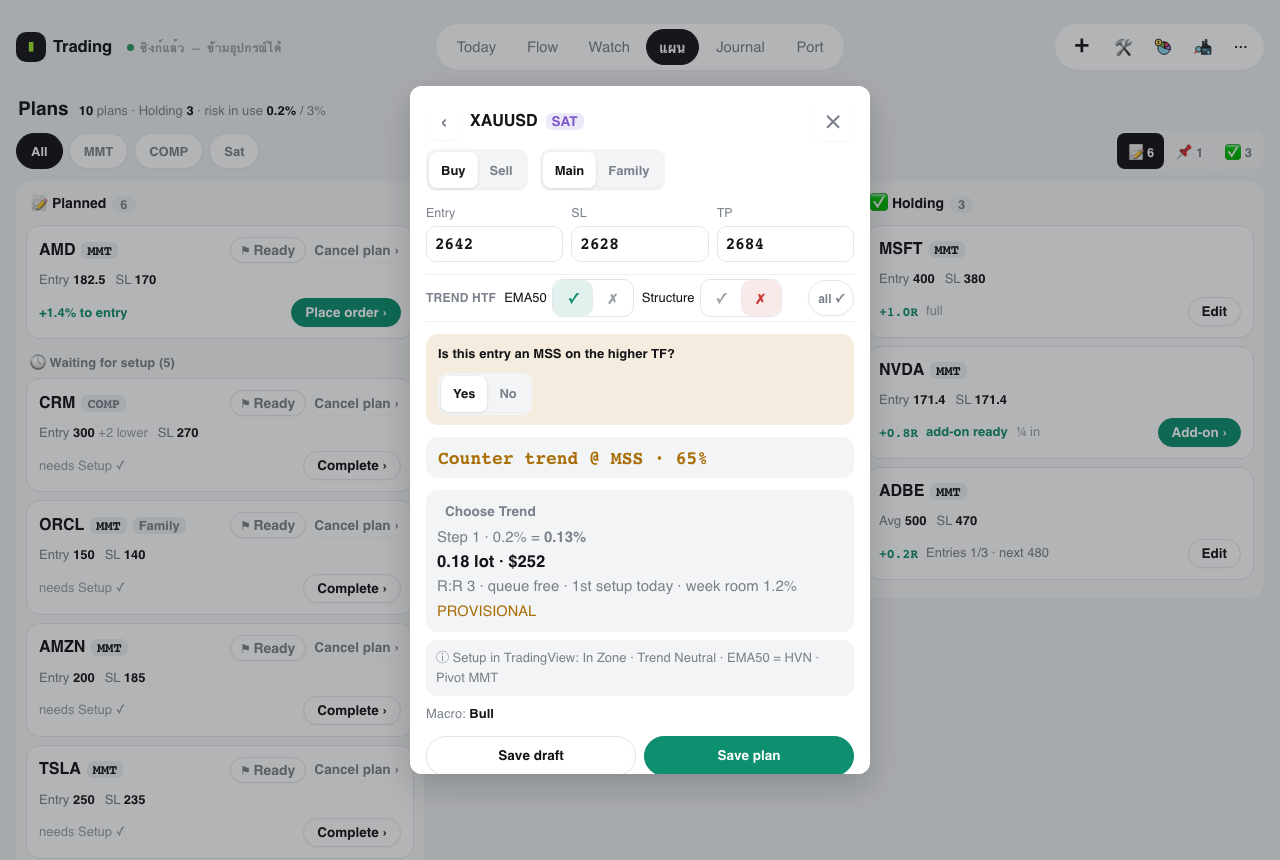 Trading
ซิงก์แล้ว — ข้ามอุปกรณ์ได้
Today Flow Watch แผน Journal Port
+ ···
Plans 10 plans · Holding 3 · risk in use 0.2% / 3%
All MMT COMP Sat
6 1 3
Planned 6
AMD MMT Ready Cancel plan ›
Entry 182.5 SL 170
+1.4% to entry Place order ›
Waiting for setup (5)
CRM COMP Ready Cancel plan ›
Entry 300 +2 lower SL 270
needs Setup ✓ Complete ›
ORCL MMT Family Ready Cancel plan ›
Entry 150 SL 140
needs Setup ✓ Complete ›
AMZN MMT Ready Cancel plan ›
Entry 200 SL 185
needs Setup ✓ Complete ›
TSLA MMT Ready Cancel plan ›
Entry 250 SL 235
needs Setup ✓ Complete ›
‹ XAUUSD SAT ✕
Buy Sell Main Family
Entry SL TP
2642 2628 2684
TREND HTF EMA50 ✓ ✗ Structure ✓ ✗ all ✓
Is this entry an MSS on the higher TF?
Yes No
Counter trend @ MSS · 65%
Choose Trend
Step 1 · 0.2% = 0.13%
0.18 lot · $252
R:R 3 · queue free · 1st setup today · week room 1.2%
PROVISIONAL
ⓘ Setup in TradingView: In Zone · Trend Neutral · EMA50 = HVN ·
Pivot MMT
Macro: Bull
Save draft Save plan
Holding 3
MSFT MMT
Entry 400 SL 380
+1.0R full Edit
NVDA MMT
Entry 171.4 SL 171.4
+0.8R add-on ready ¼ in Add-on ›
ADBE MMT
Avg 500 SL 470
+0.2R Entries 1/3 · next 480 Edit